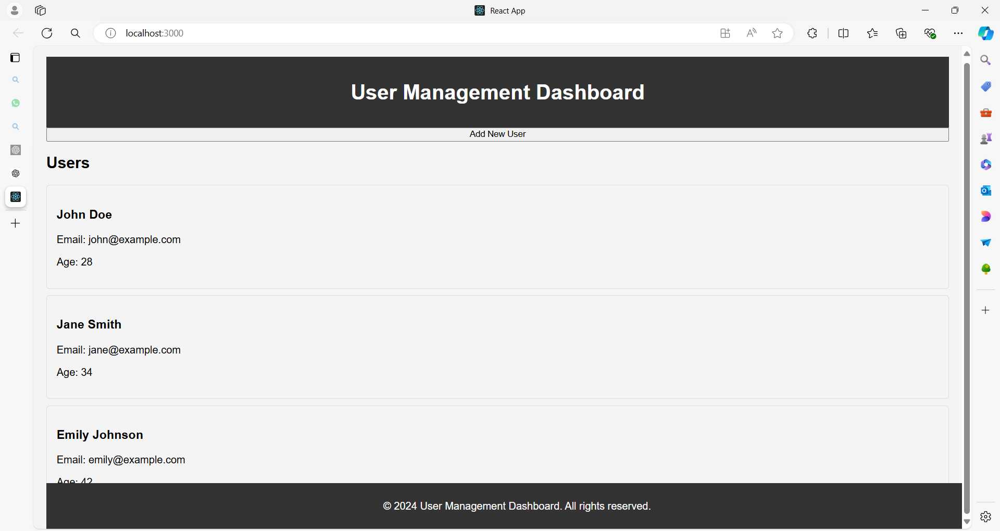 React App
localhost:3000
User Management Dashboard
Add New User
Users
John Doe
Email: john@example.com
Age: 28
Jane Smith
Email: jane@example.com
Age: 34
Emily Johnson
Email: emily@example.com
Age: 42
© 2024 User Management Dashboard. All rights reserved.